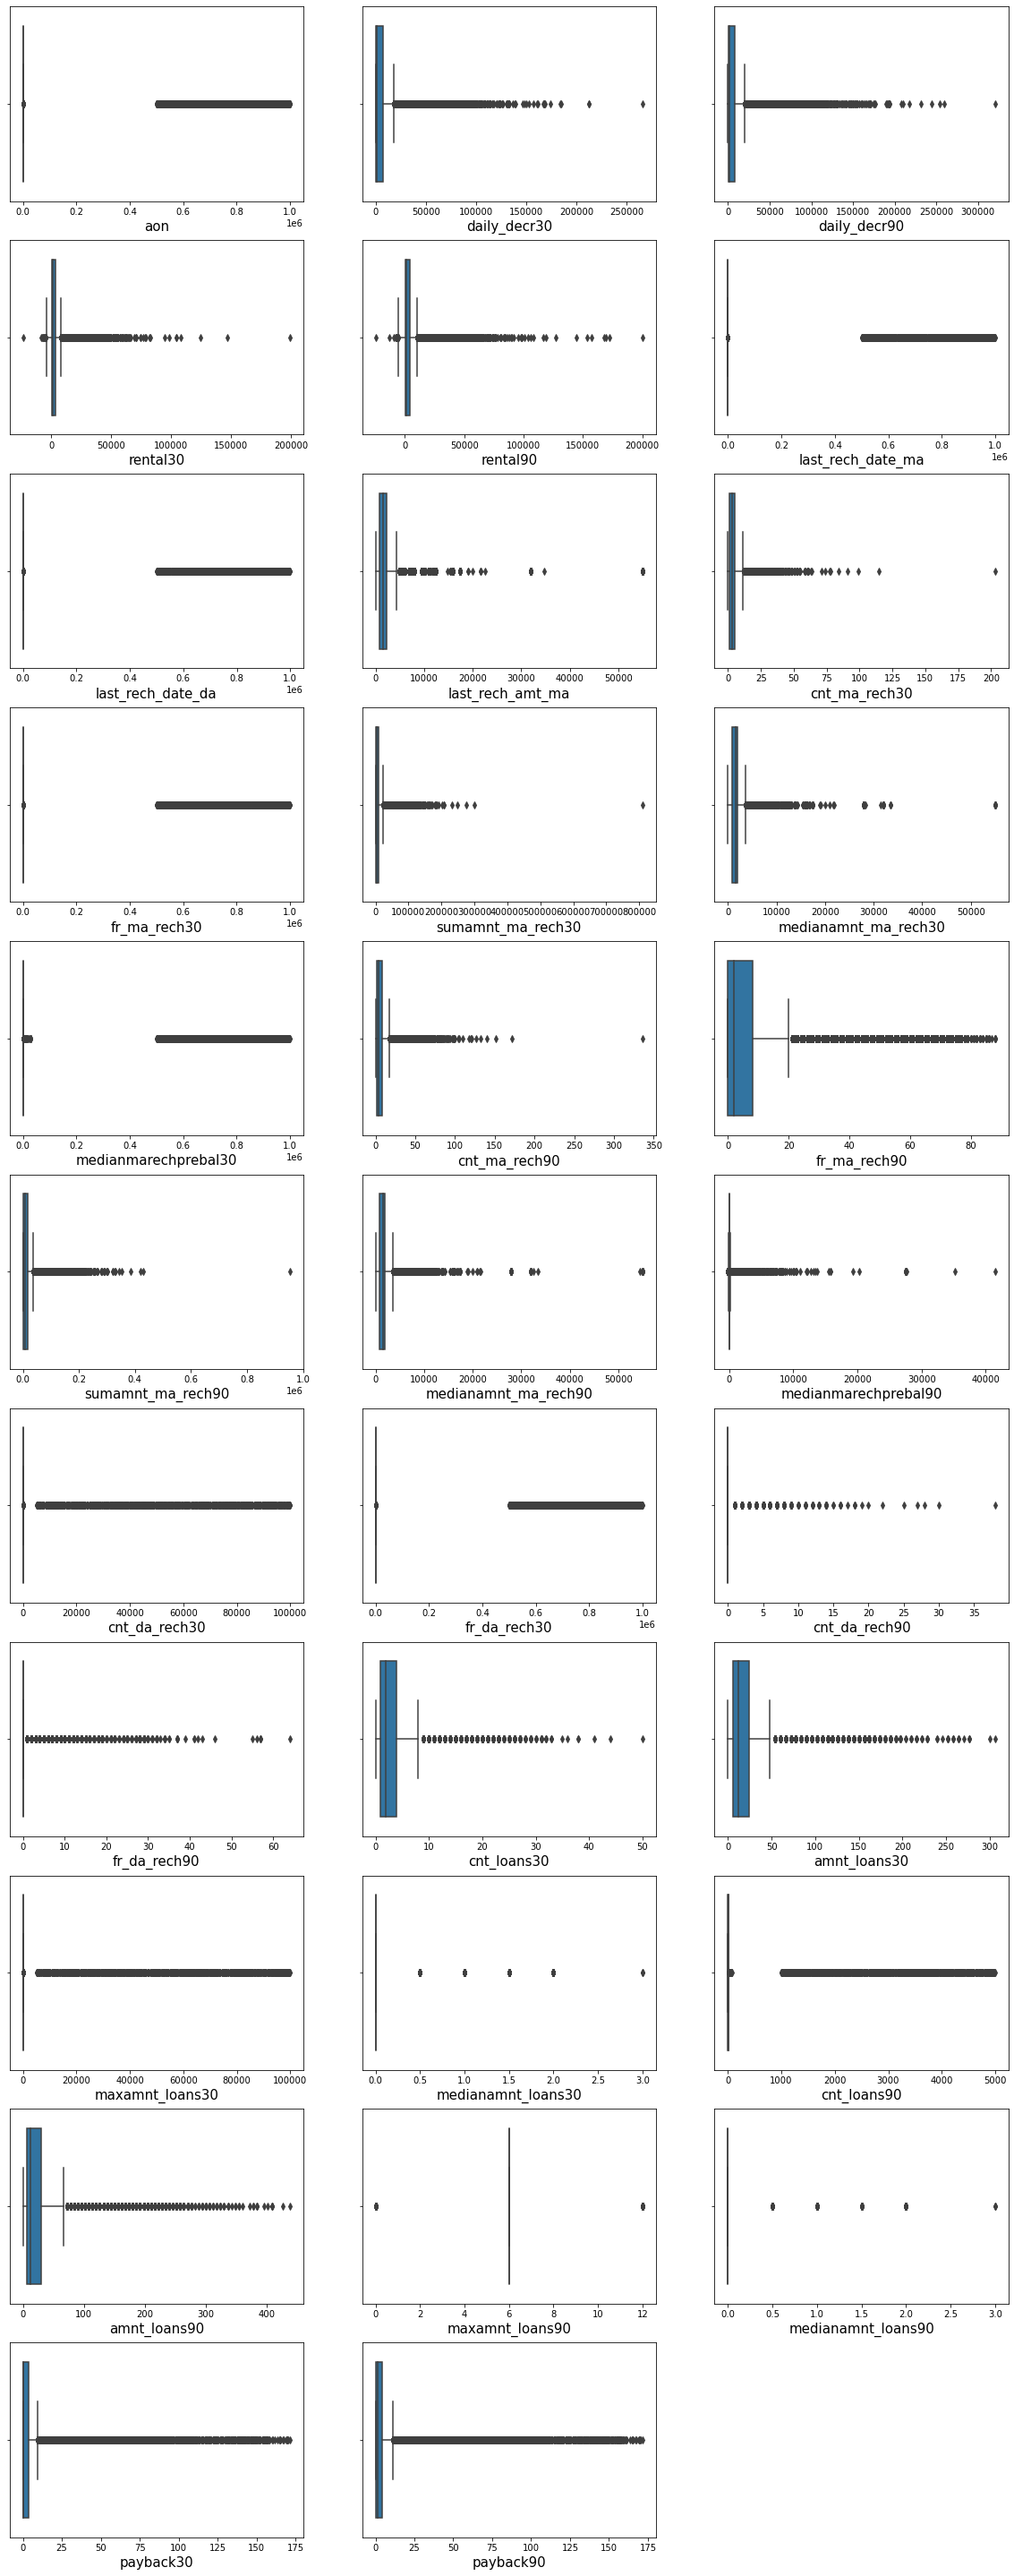 0.0 0.2 0.4 0.6 0.8 1.0
1e6
aon
0 50000 100000 150000 200000 250000
daily_decr30
0 50000 100000 150000 200000 250000 300000
daily_decr90
0 50000 100000 150000 200000
rental30
0 50000 100000 150000 200000
rental90
0.0 0.2 0.4 0.6 0.8 1.0
1e6
last_rech_date_ma
0.0 0.2 0.4 0.6 0.8 1.0
1e6
last_rech_date_da
0 10000 20000 30000 40000 50000
last_rech_amt_ma
0 25 50 75 100 125 150 175 200
cnt_ma_rech30
0.0 0.2 0.4 0.6 0.8 1.0
1e6
fr_ma_rech30
0 100000 200000 300000 400000 500000 600000 700000 800000
sumamnt_ma_rech30
0 10000 20000 30000 40000 50000
medianamnt_ma_rech30
0.0 0.2 0.4 0.6 0.8 1.0
1e6
medianmarechprebal30
0 50 100 150 200 250 300 350
cnt_ma_rech90
0 20 40 60 80
fr_ma_rech90
0.0 0.2 0.4 0.6 0.8 1.0
1e6
sumamnt_ma_rech90
0 10000 20000 30000 40000 50000
medianamnt_ma_rech90
0 10000 20000 30000 40000
medianmarechprebal90
0 20000 40000 60000 80000 100000
cnt_da_rech30
0.0 0.2 0.4 0.6 0.8 1.0
1e6
fr_da_rech30
0 5 10 15 20 25 30 35
cnt_da_rech90
0 10 20 30 40 50 60
fr_da_rech90
0 10 20 30 40 50
cnt_loans30
0 50 100 150 200 250 300
amnt_loans30
0 20000 40000 60000 80000 100000
maxamnt_loans30
0.0 0.5 1.0 1.5 2.0 2.5 3.0
medianamnt_loans30
0 1000 2000 3000 4000 5000
cnt_loans90
0 100 200 300 400
amnt_loans90
0 2 4 6 8 10 12
maxamnt_loans90
0.0 0.5 1.0 1.5 2.0 2.5 3.0
medianamnt_loans90
0 25 50 75 100 125 150 175
payback30
0 25 50 75 100 125 150 175
payback90